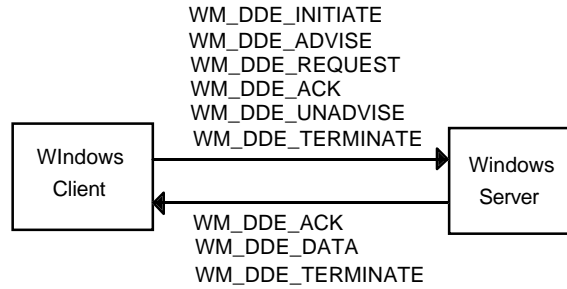 WM_DDE_INITIATE
WM_DDE_ADVISE
WM_DDE_REQUEST
WM_DDE_ACK
WM_DDE_UNADVISE
WM_DDE_TERMINATE
WIndows
Client
Windows
Server
WM_DDE_ACK
WM_DDE_DATA
WM_DDE_TERMINATE